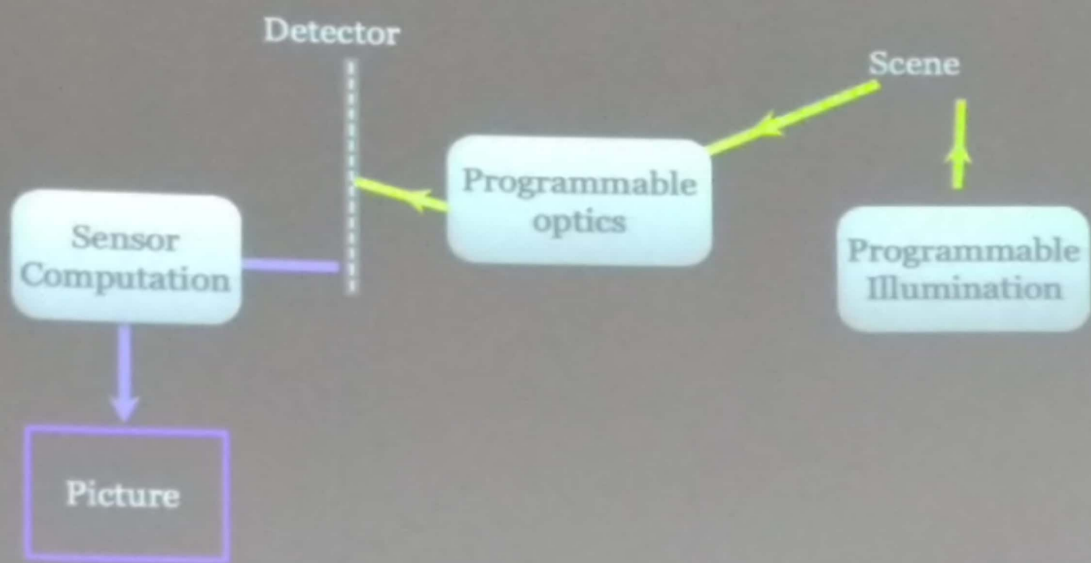 Detector
Scene
Programmable
optics
Sensor
Computation
Programmable
Illumination
Picture